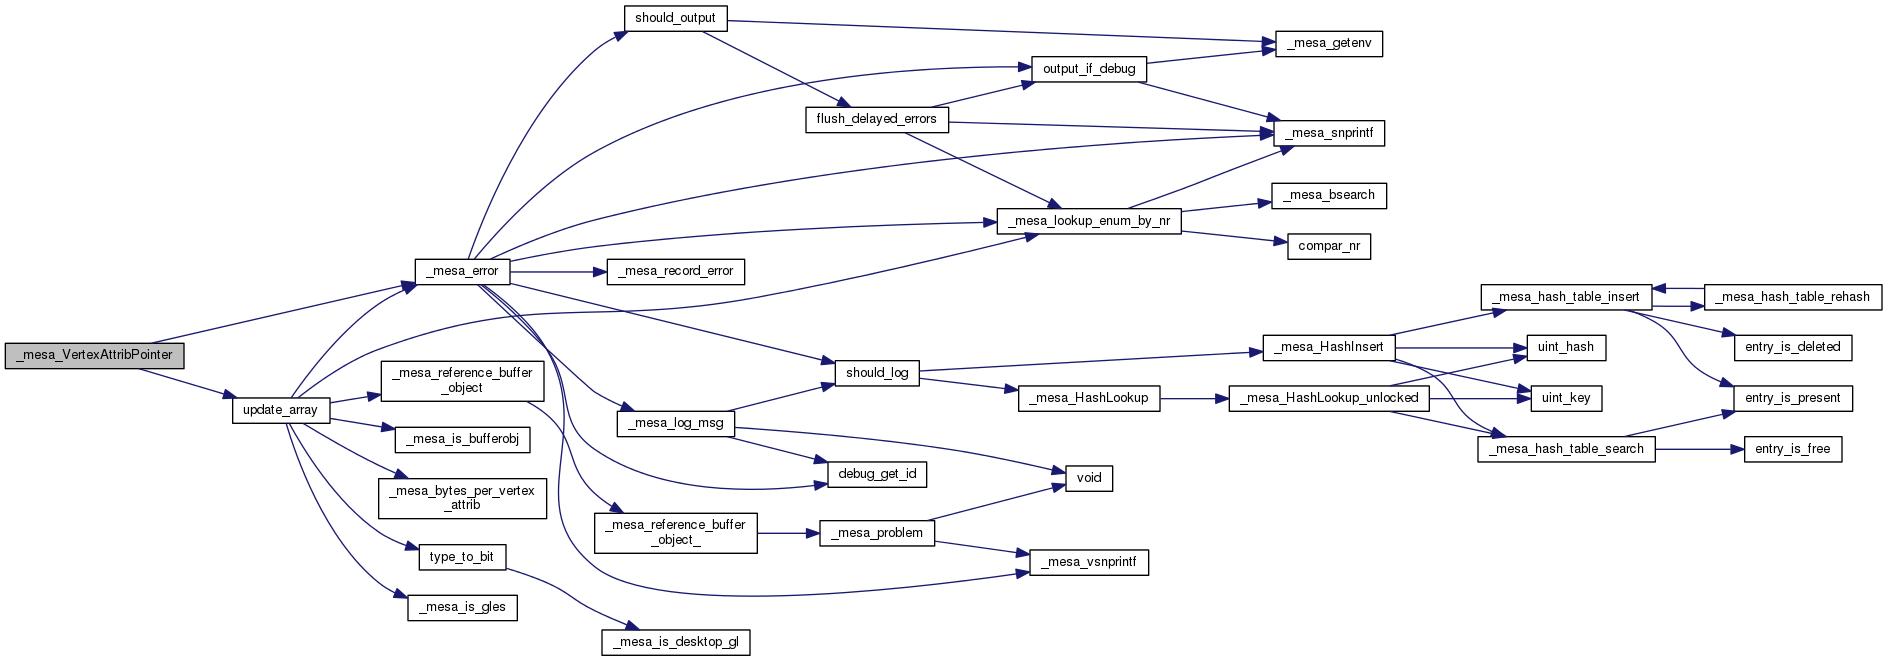 should_output
_mesa_getenv
output_if_debug
flush_delayed_errors
_mesa_snprintf
_mesa_bsearch
_mesa_lookup_enum_by_nr
compar_nr
_mesa_error
_mesa_record_error
_mesa_hash_table_insert
_mesa_hash_table_rehash
_mesa_VertexAttribPointer
_mesa_HashInsert
uint_hash
entry_is_deleted
should_log
_mesa_reference_buffer
_object
_mesa_HashLookup
_mesa_HashLookup_unlocked
uint_key
entry_is_present
update_array
_mesa_log_msg
_mesa_is_bufferobj
_mesa_hash_table_search
entry_is_free
debug_get_id
void
_mesa_bytes_per_vertex
_attrib
_mesa_reference_buffer
_object_
_mesa_problem
type_to_bit
_mesa_vsnprintf
_mesa_is_gles
_mesa_is_desktop_gl